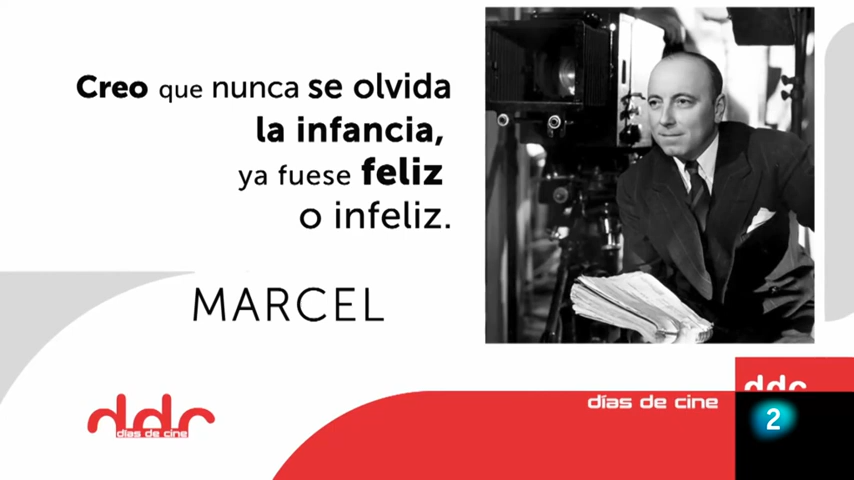 Creo que nunca se olvida
la infancia,
ya fuese feliz
o infeliz.
MARCEL
ddc
días de cine
días de cine
ddc
2